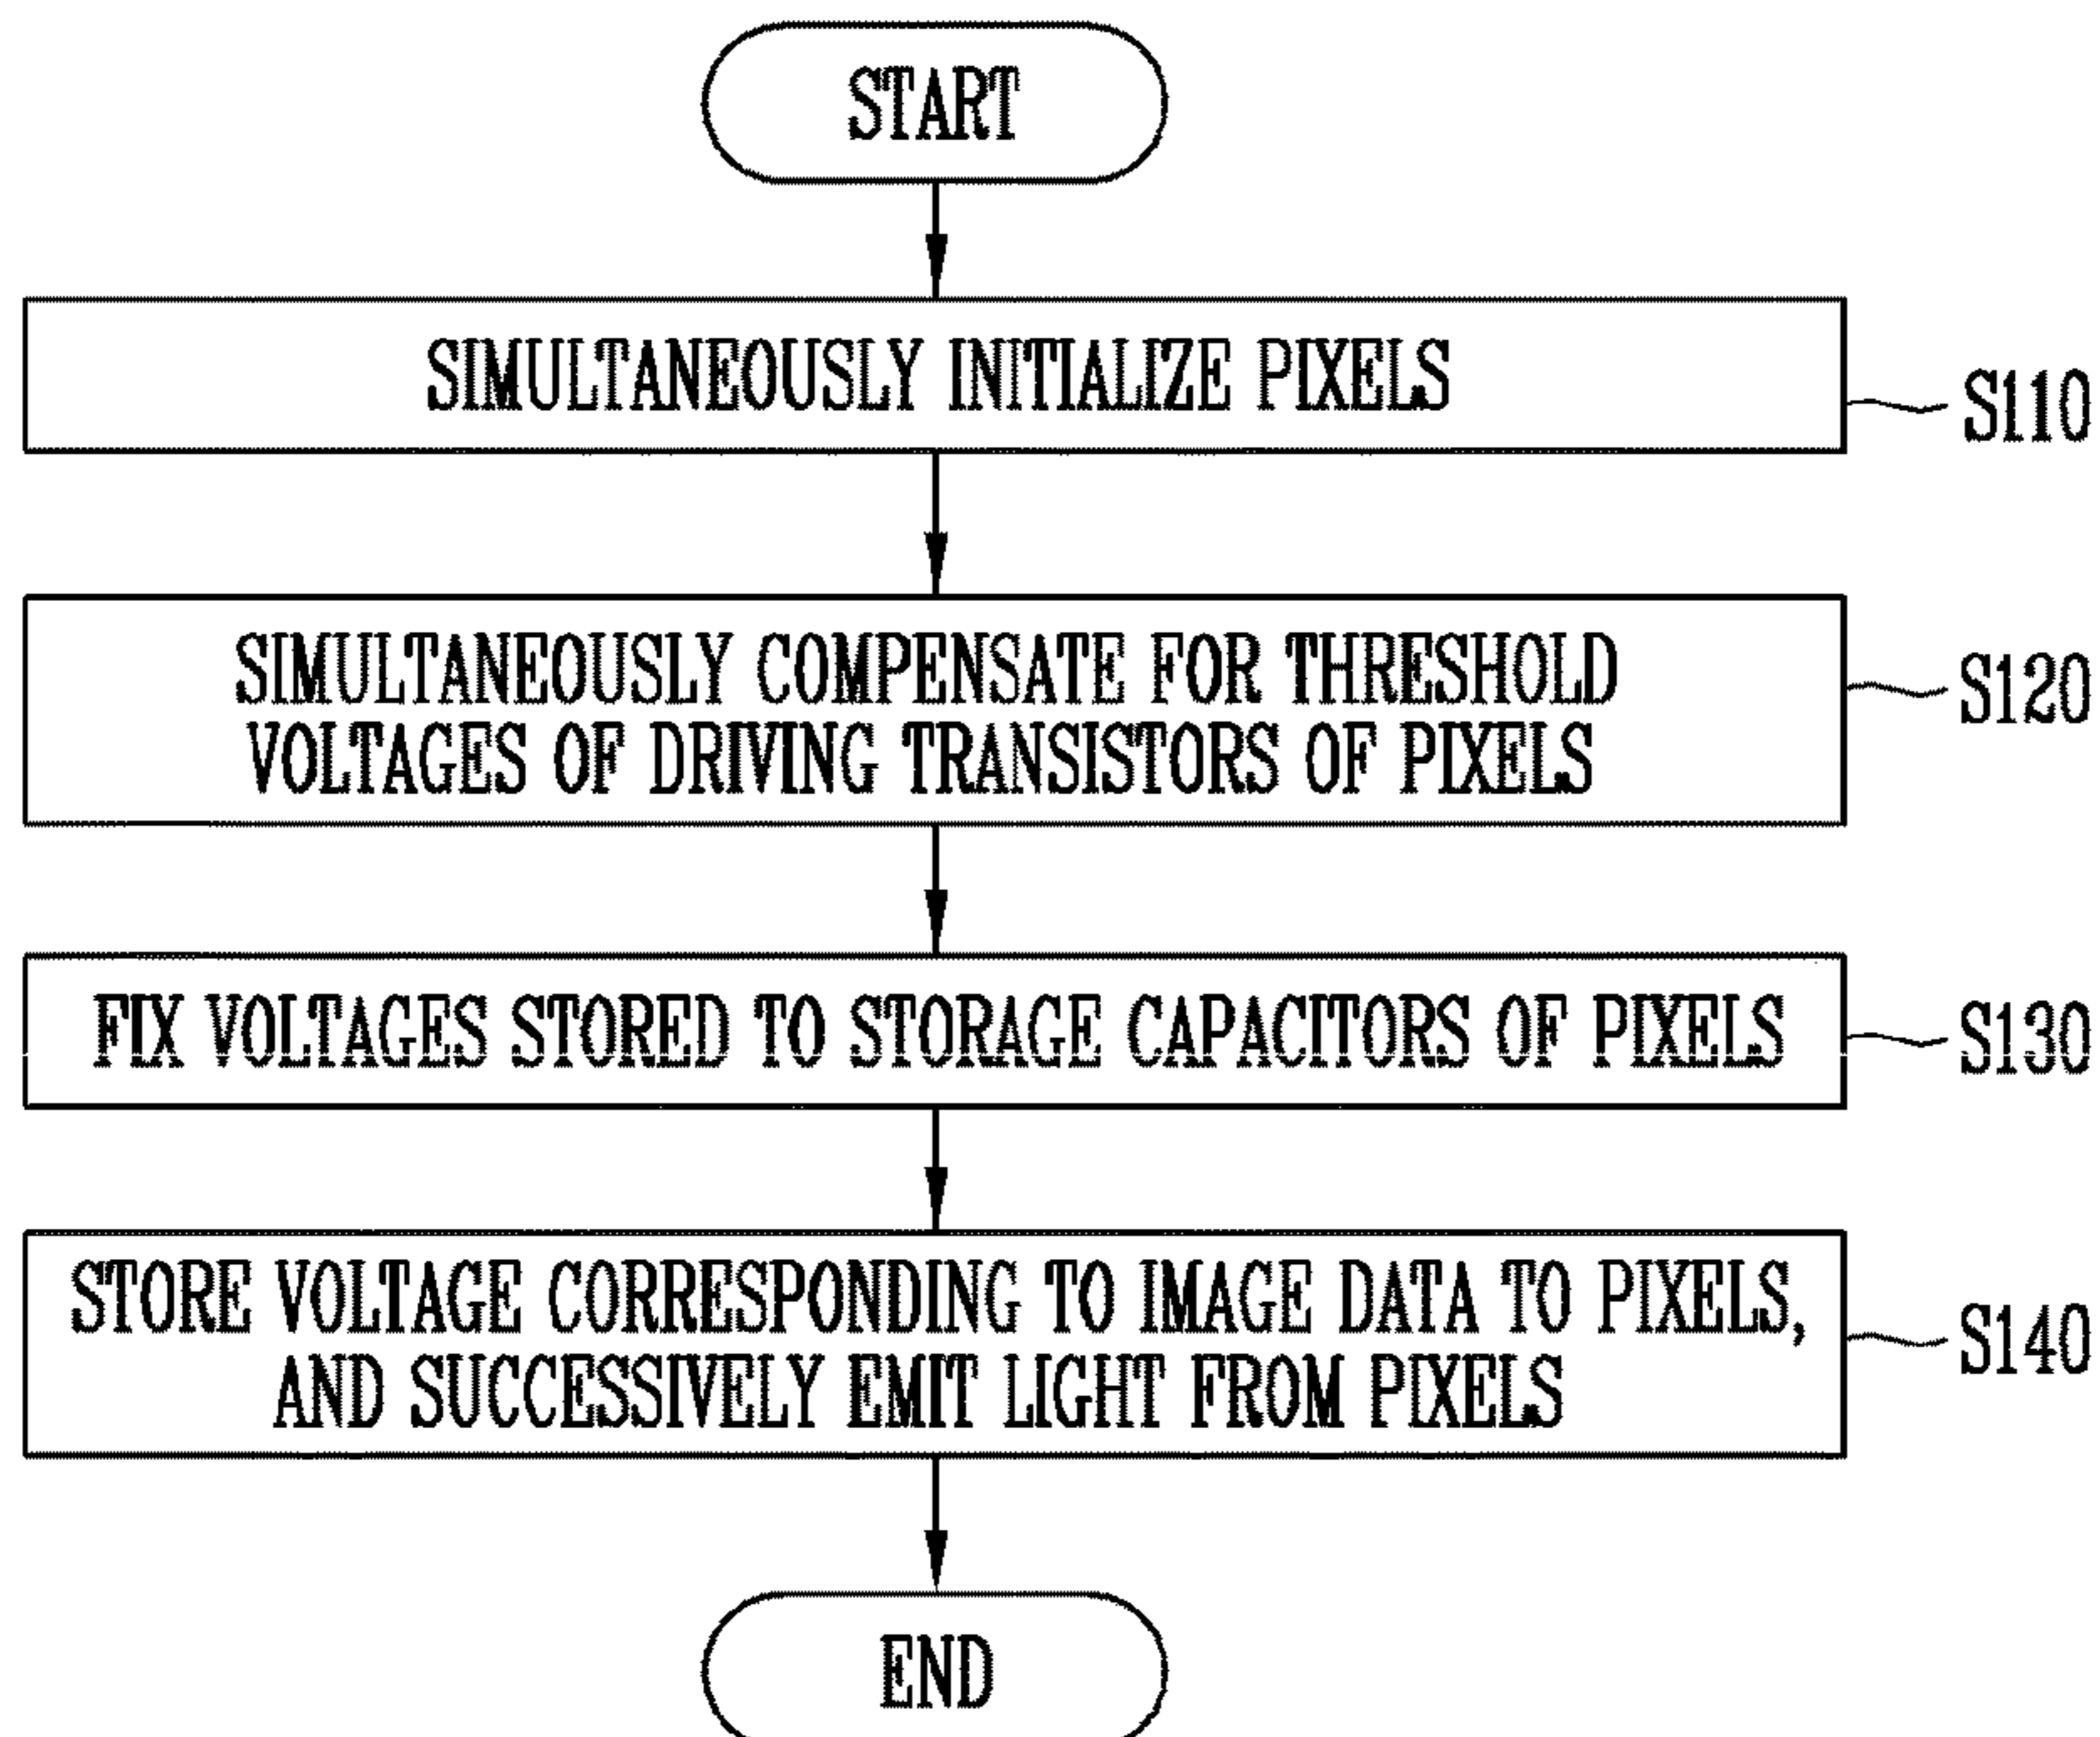 START
SIMULTANEOUSLY INITIALIZE PIXELS
S110
SIMULTANEOUSLY COMPENSATE FOR THRESHOLD
VOLTAGES OF DRIVING TRANSISTORS OF PIXELS
S120
FIX VOLTAGES STORED TO STORAGE CAPACITORS OF PIXELS
S130
STORE VOLTAGE CORRESPONDING TO IMAGE DATA TO PIXELS,
AND SUCCESSIVELY EMIT LIGHT FROM PIXELS
S140
END